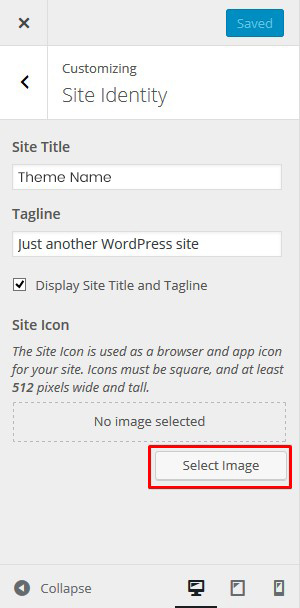 Saved
Customizing
Site Identity
Site Title
Theme Name
Tagline
Just another WordPress site
Display Site Title and Tagline
Site Icon
The Site Icon is used as a browser and app icon
for your site. Icons must be square, and at least
512 pixels wide and tall.
No image selected
Select Image
Collapse